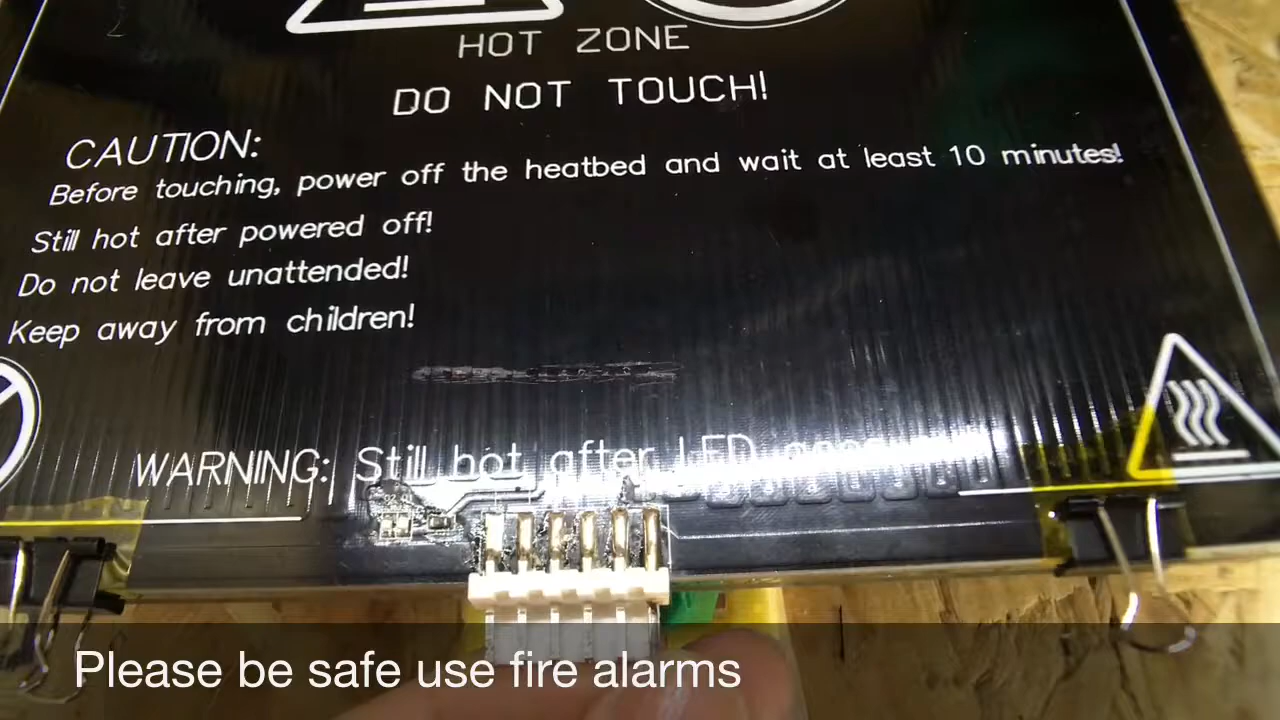 HOT ZONE
DO NOT TOUCH!
CAUTION:
Before touching, power off the heatbed and wait at least 10 minutes!
Still hot after powered off!
Do not leave unattended!
Keep away from children!
WARNING: Still hot after LED
Please be safe use fire alarms